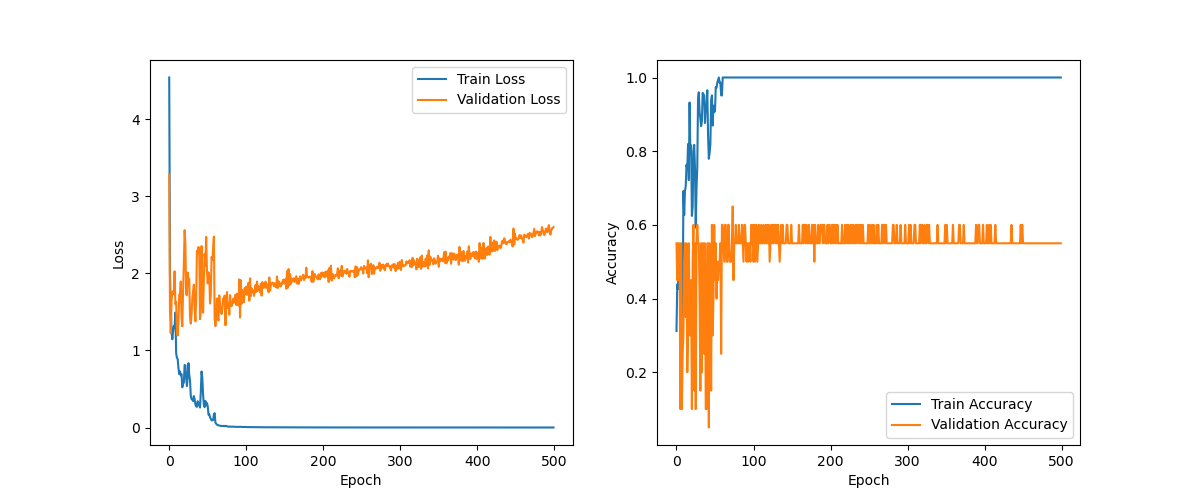 Train Loss
Validation Loss
4
3
2
1
0
Loss
0
100
200
300
400
500
Epoch
1.0
0.8
0.6
0.4
0.2
Accuracy
Train Accuracy
Validation Accuracy
0
100
200
300
400
500
Epoch